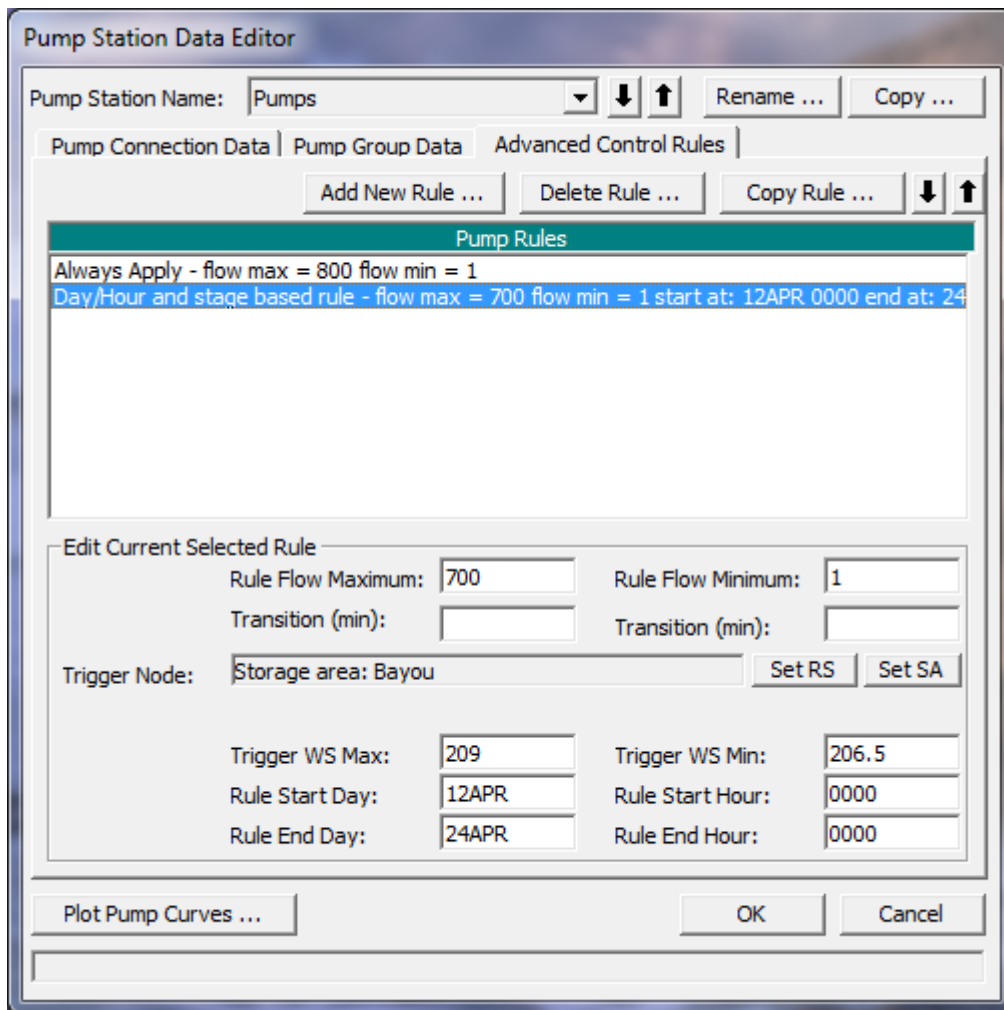 Pump Station Data Editor
Pump Station Name: Pumps Rename ... Copy ...
Pump Connection Data Pump Group Data Advanced Control Rules
Add New Rule ... Delete Rule ... Copy Rule ...
Pump Rules
Always Apply - flow max = 800 flow min = 1
Day/Hour and stage based rule - flow max = 700 flow min = 1 start at: 12APR 0000 end at: 24
Edit Current Selected Rule
Rule Flow Maximum: 700 Rule Flow Minimum: 1
Transition (min): Transition (min):
Trigger Node: Storage area: Bayou Set RS Set SA
Trigger WS Max: 209 Trigger WS Min: 206.5
Rule Start Day: 12APR Rule Start Hour: 0000
Rule End Day: 24APR Rule End Hour: 0000
Plot Pump Curves ... OK Cancel